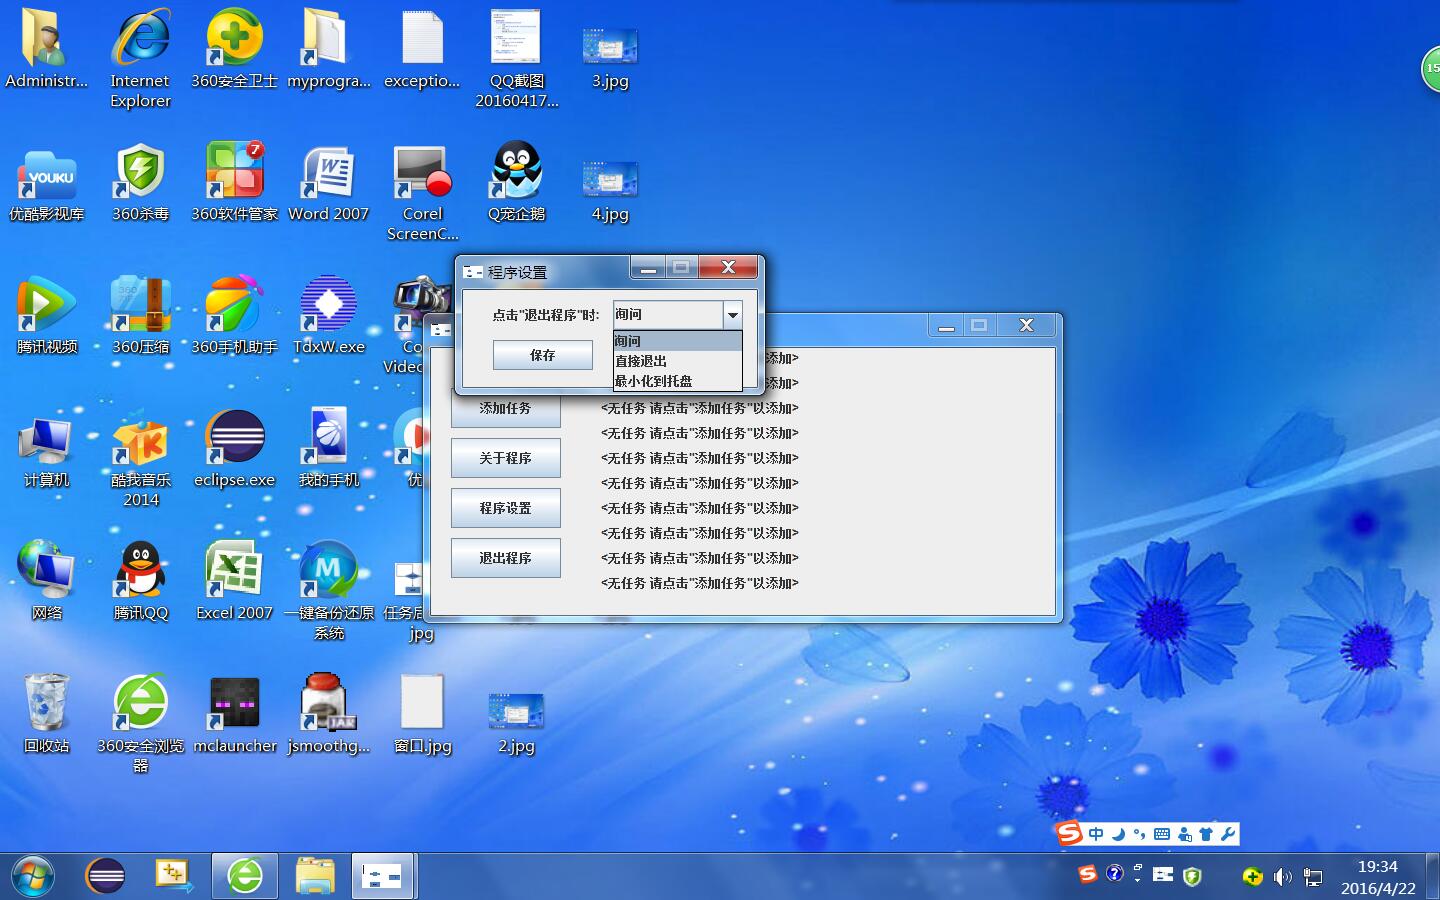 Administr...
Internet
Explorer
360安全卫士
myprogra...
exceptio...
QQ截图
20160417...
3.jpg
15
YOUKU
优酷影视库
360杀毒
7
360软件管家
Word 2007
Corel
ScreenC...
Q宠企鹅
4.jpg
腾讯视频
360压缩
360手机助手
TdxW.exe
Co
Video
计算机
酷我音乐
2014
eclipse.exe
我的手机
优
网络
腾讯QQ
Excel 2007
一键备份还原
系统
任务启
jpg
回收站
360安全浏览
器
mclauncher
JAR
jsmoothg...
窗口.jpg
2.jpg
程序设置
点击"退出程序"时:
询问
询问
直接退出
最小化到托盘
保存
添加>
添加>
添加任务
<无任务 请点击"添加任务"以添加>
<无任务 请点击"添加任务"以添加>
关于程序
<无任务 请点击"添加任务"以添加>
<无任务 请点击"添加任务"以添加>
程序设置
<无任务 请点击"添加任务"以添加>
<无任务 请点击"添加任务"以添加>
退出程序
<无任务 请点击"添加任务"以添加>
<无任务 请点击"添加任务"以添加>
中
19:34
2016/4/22